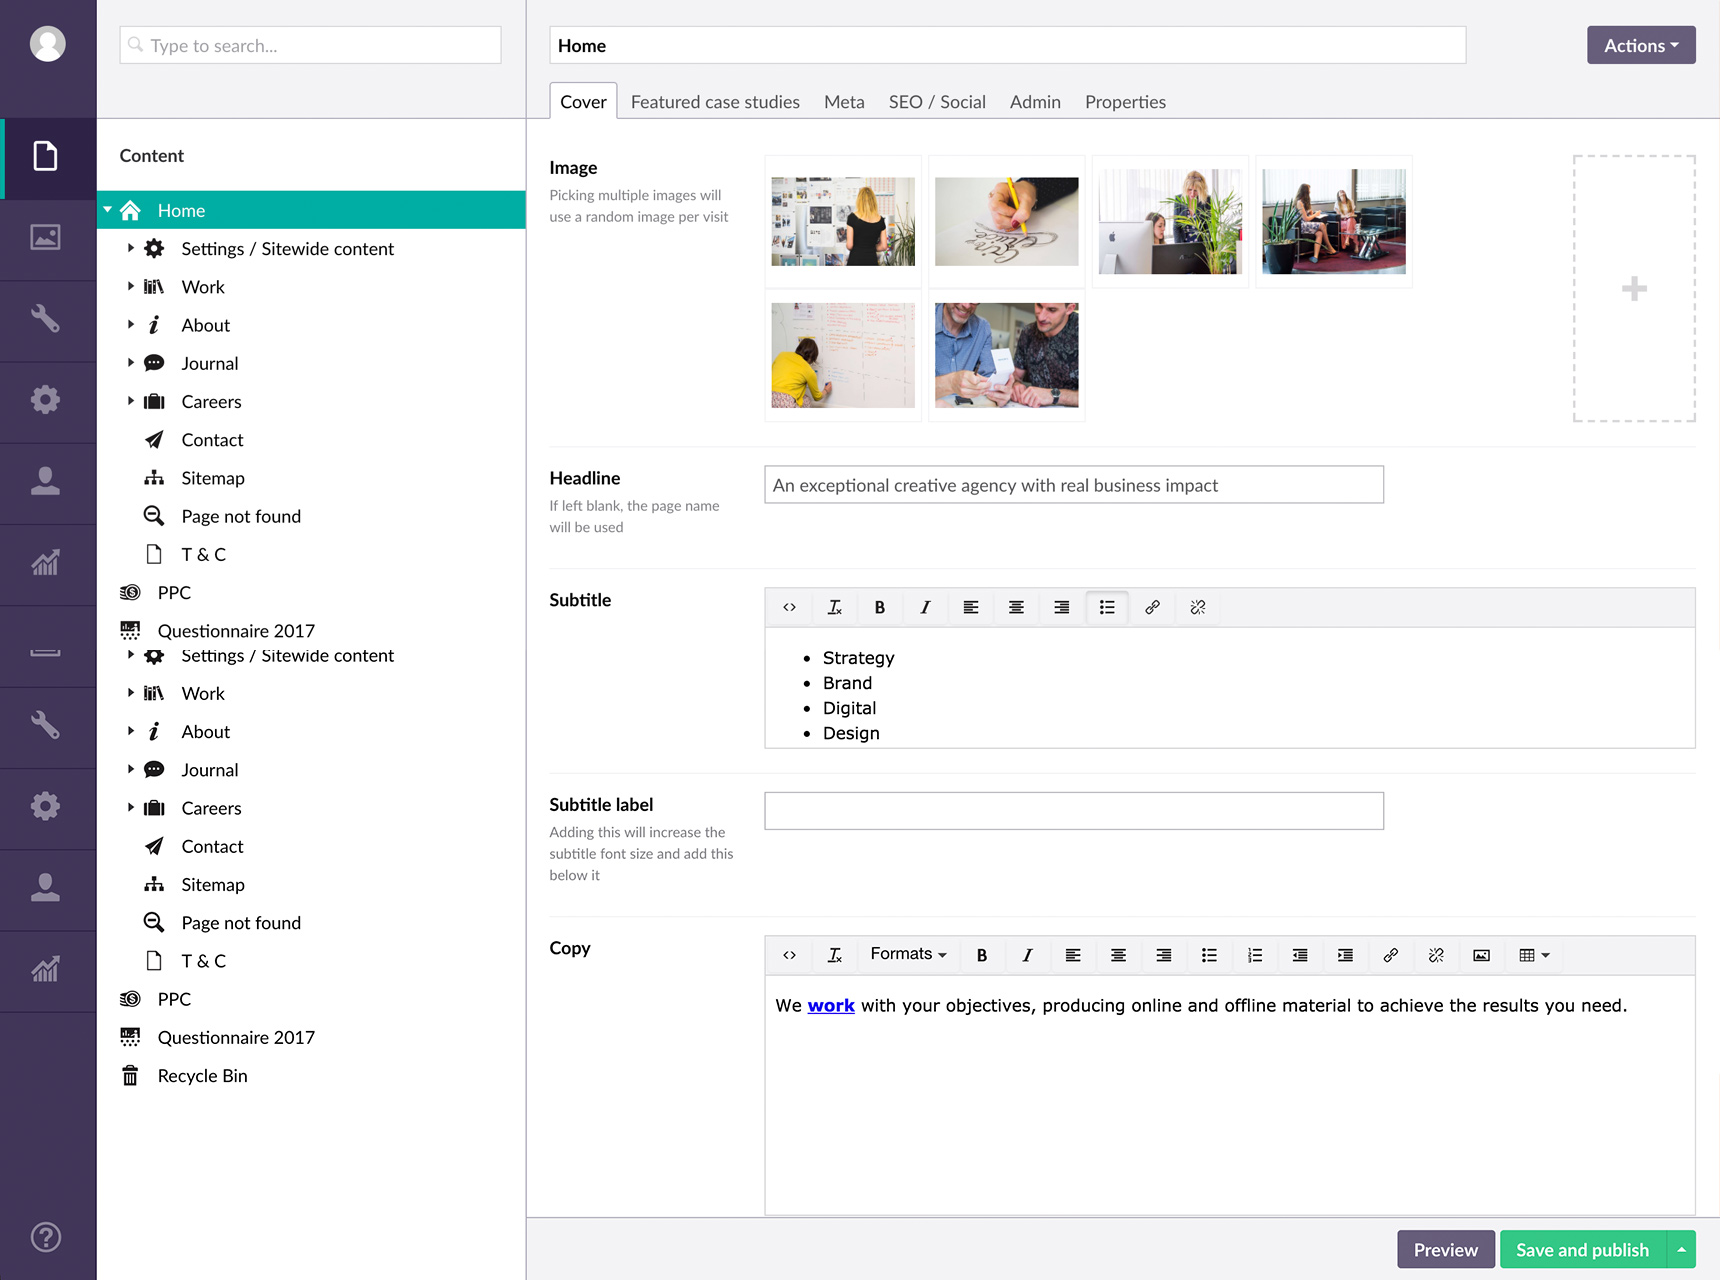 Type to search...
Home
Actions
Cover
Featured case studies
Meta
SEO / Social
Admin
Properties
Content
Home
Settings / Sitewide content
Work
About
Journal
Careers
Contact
Sitemap
Page not found
T & C
PPC
Questionnaire 2017
Settings / Sitewide content
Work
About
Journal
Careers
Contact
Sitemap
Page not found
T & C
PPC
Questionnaire 2017
Recycle Bin
Image
Picking multiple images will
use a random image per visit
Headline
If left blank, the page name
will be used
An exceptional creative agency with real business impact
Subtitle
Strategy
Brand
Digital
Design
Subtitle label
Adding this will increase the
subtitle font size and add this
below it
Copy
Formats
We work with your objectives, producing online and offline material to achieve the results you need.
Preview
Save and publish